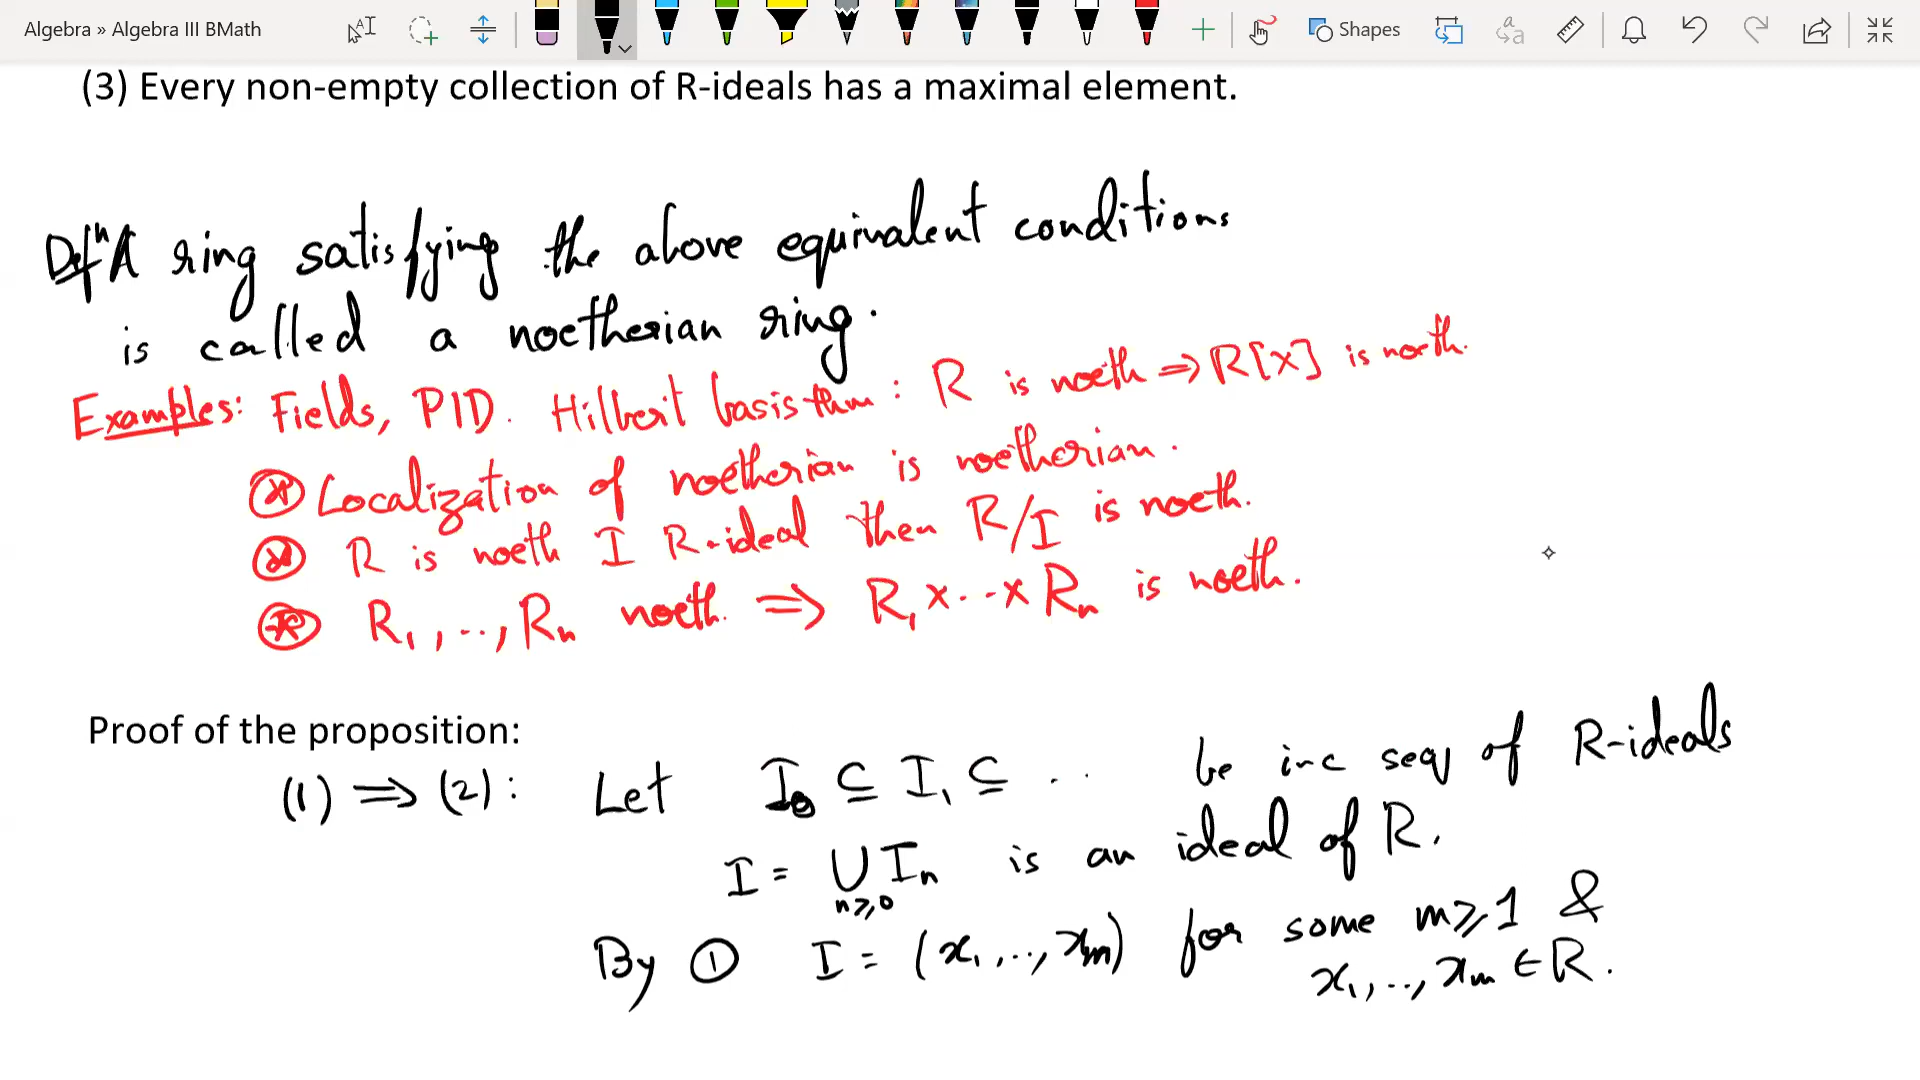 Algebra » Algebra III BMath
Shapes
(3) Every non-empty collection of R-ideals has a maximal element.
Defⁿ A ring satisfying the above equivalent conditions
is called a noetherian ring.
Examples: Fields, PID. Hilbert basis thm : R is noeth ⇒ R[X] is noeth.
⊛ Localization of noetherian is noetherian.
⊛ R is noeth I R-ideal then R/I is noeth.
⊛ R₁, .., Rₙ noeth. ⇒ R₁ x ... x Rₙ is noeth.
Proof of the proposition:
(1) ⇒ (2) : Let I₀ ⊆ I₁ ⊆ ... be inc seq of R-ideals
I = ∪ Iₙ is an ideal of R.
n≥0
By ① I = (x₁, .., xₘ) for some m≥1 &
x₁, .., xₘ ∈ R.